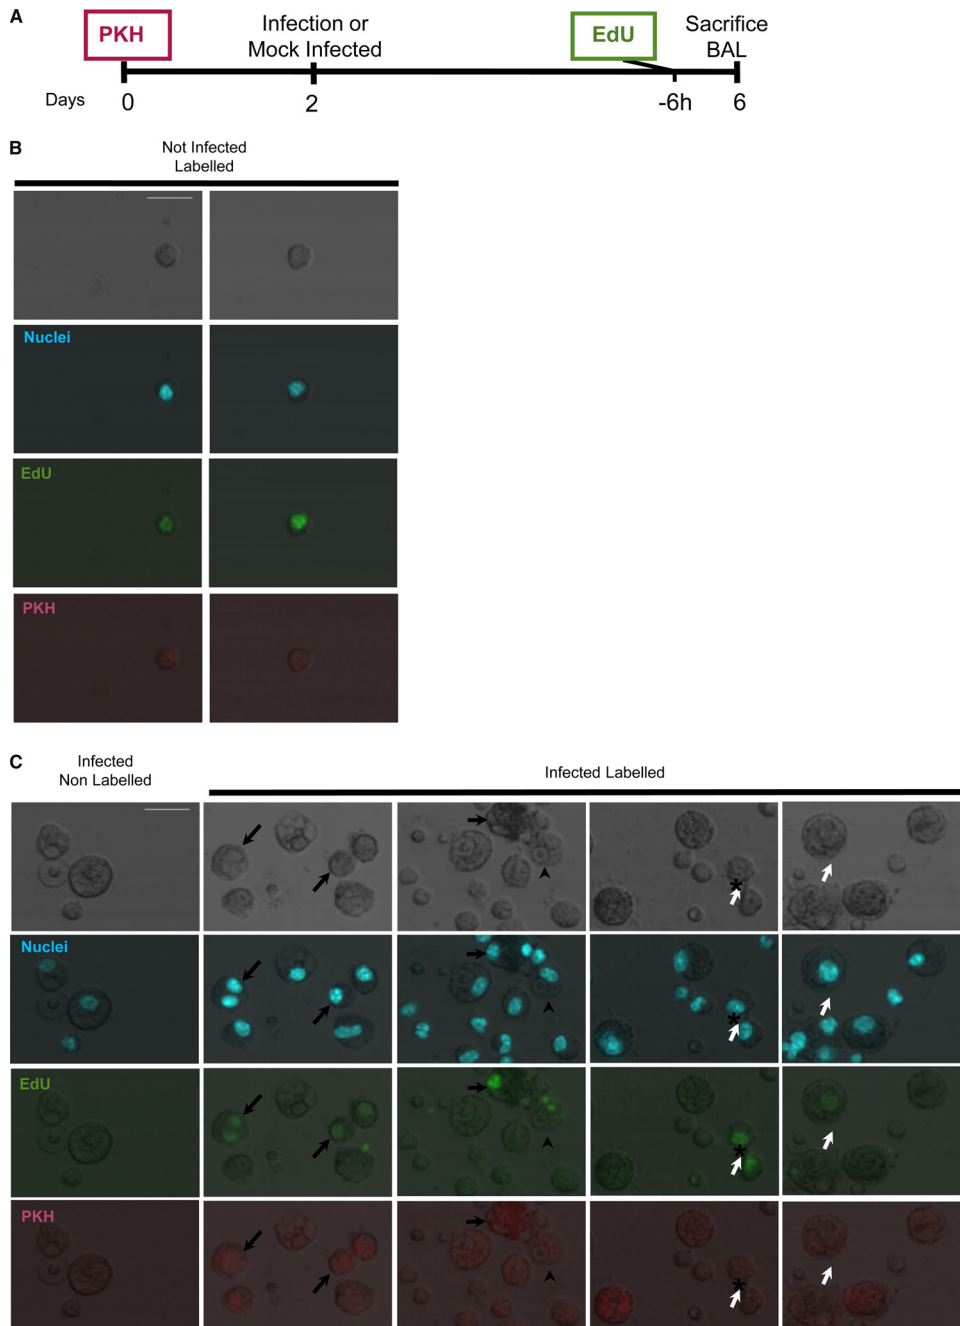 A
PKH
Infection or
Mock Infected
EdU
Sacrifice
BAL
Days
0
2
-6h
6
B
Not Infected
Labelled
Nuclei
EdU
PKH
C
Infected
Non Labelled
Infected Labelled
Nuclei
EdU
PKH